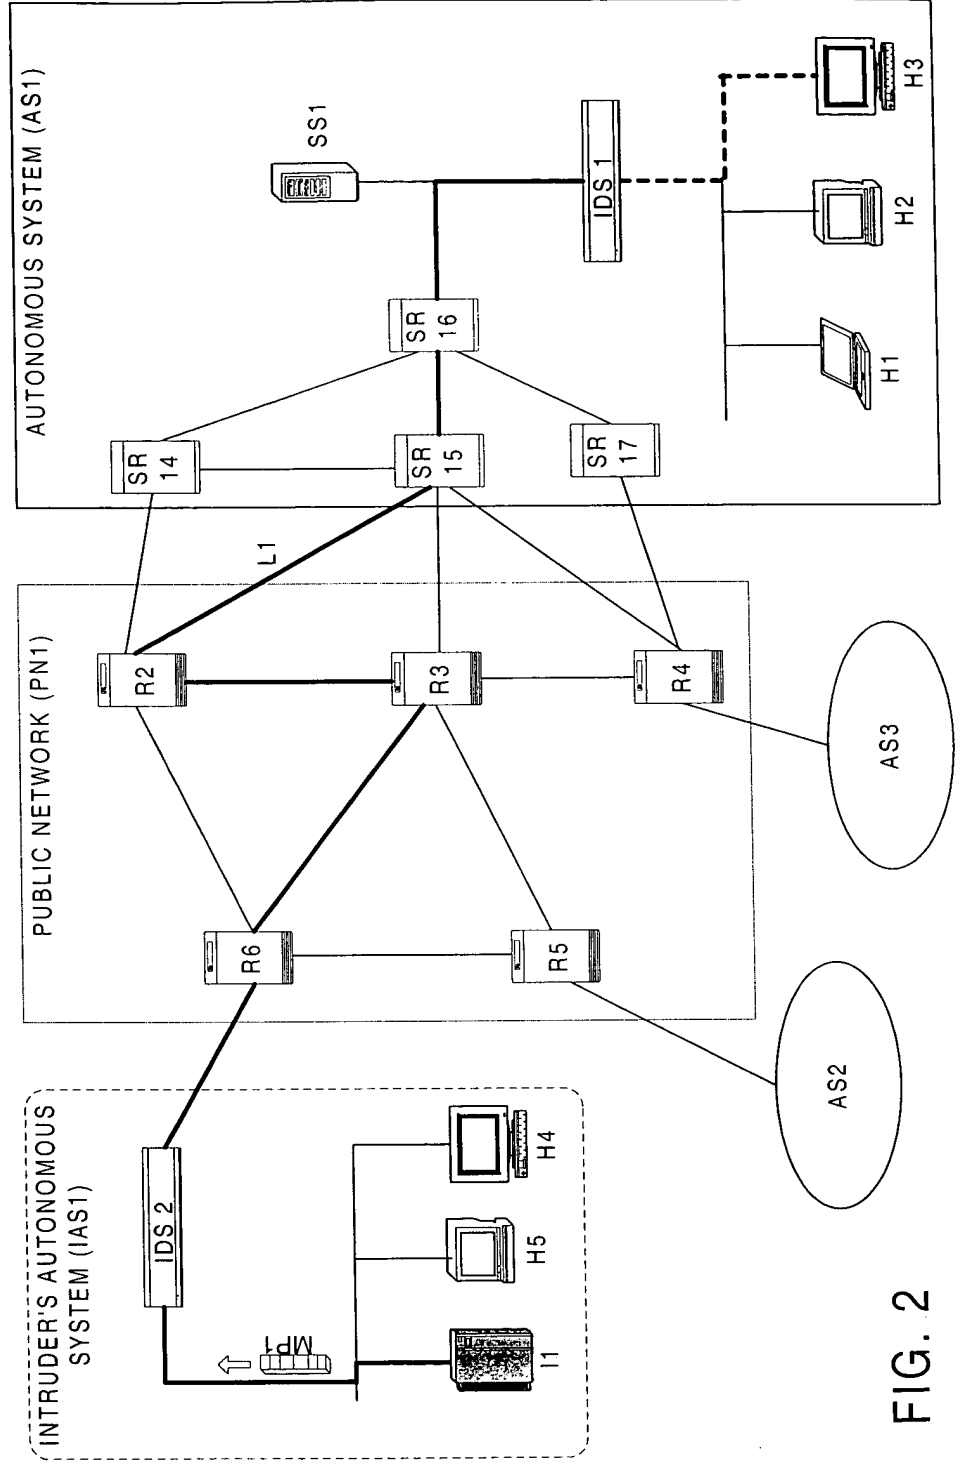 INTRUDER'S AUTONOMOUS
SYSTEM (IAS1)
IDS 2
MP1
I1
H5
H4
PUBLIC NETWORK (PN1)
R6
R5
R2
R3
R4
L1
AS2
AS3
AUTONOMOUS SYSTEM (AS1)
SR
14
SR
15
SR
17
SR
16
SS1
IDS 1
H1
H2
H3
FIG. 2